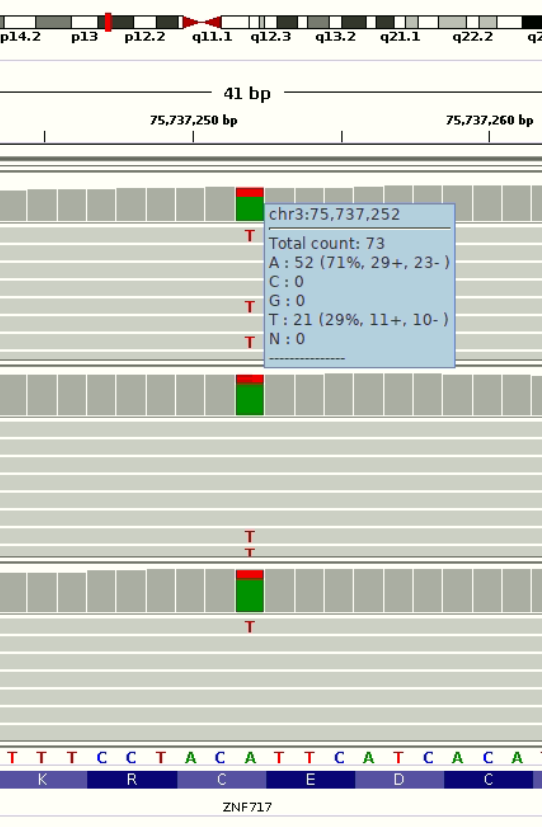 p14.2 p13 p12.2 q11.1 q12.3 q13.2 q21.1 q22.2
41 bp
75,737,250 bp 75,737,260 bp
chr3:75,737,252
Total count: 73
A : 52 (71%, 29+, 23- )
C : 0
G : 0
T : 21 (29%, 11+, 10- )
N : 0
---------------
T
T
T
T
T
T
T T T C C T A C A T T C A T C A C A
K R C E D C
ZNF717